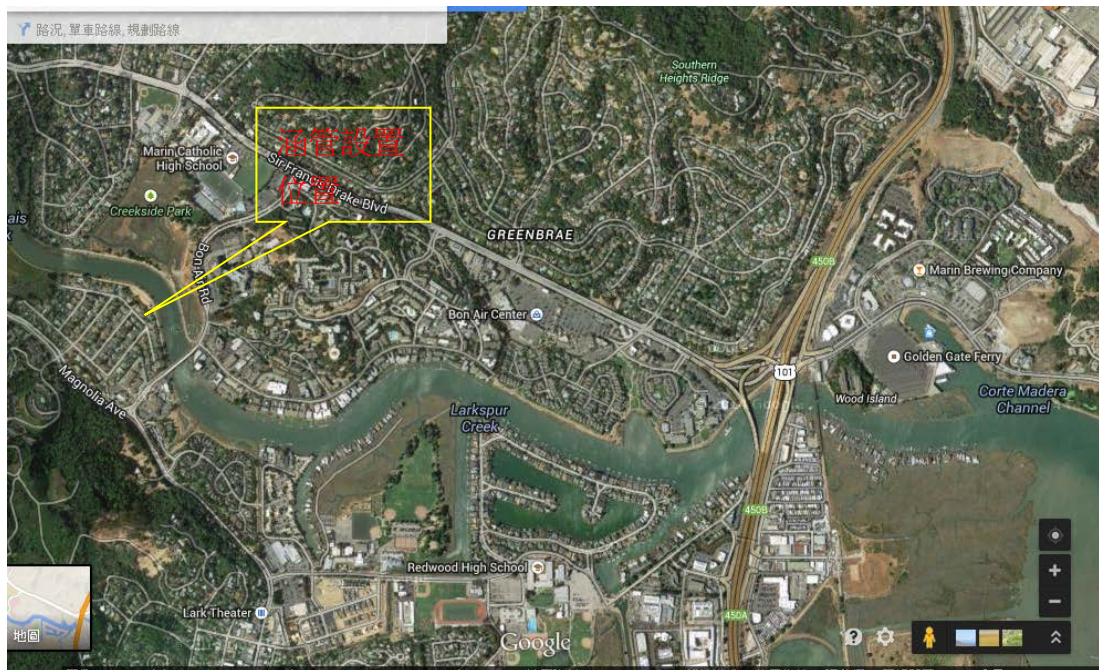 路況, 單車路線, 規劃路線
Southern
Heights Ridge
涵管設置
位置
Marin Catholic
High School
Sir Francis Drake Blvd
Creekside Park
GREENBRAE
Bon Air Rd
450B
Marin Brewing Company
Bon Air Center
Golden Gate Ferry
101
Magnolia Ave
Wood Island
Corte Madera
Channel
Larkspur
Creek
450B
Redwood High School
Lark Theater
450A
地圖
Google